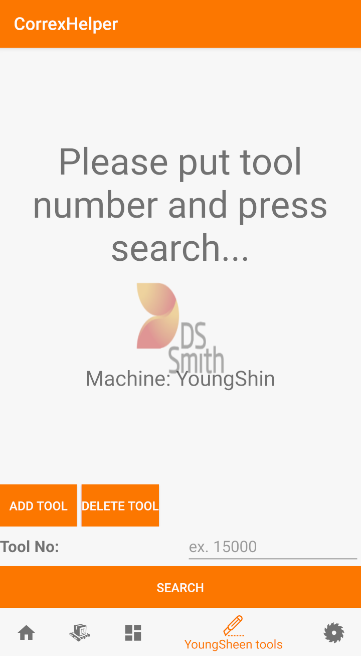 CorrexHelper
Please put tool
number and press
search...
DS
Smith
Machine: YoungShin
ADD TOOL
DELETE TOOL
Tool No:
ex. 15000
SEARCH
YoungSheen tools